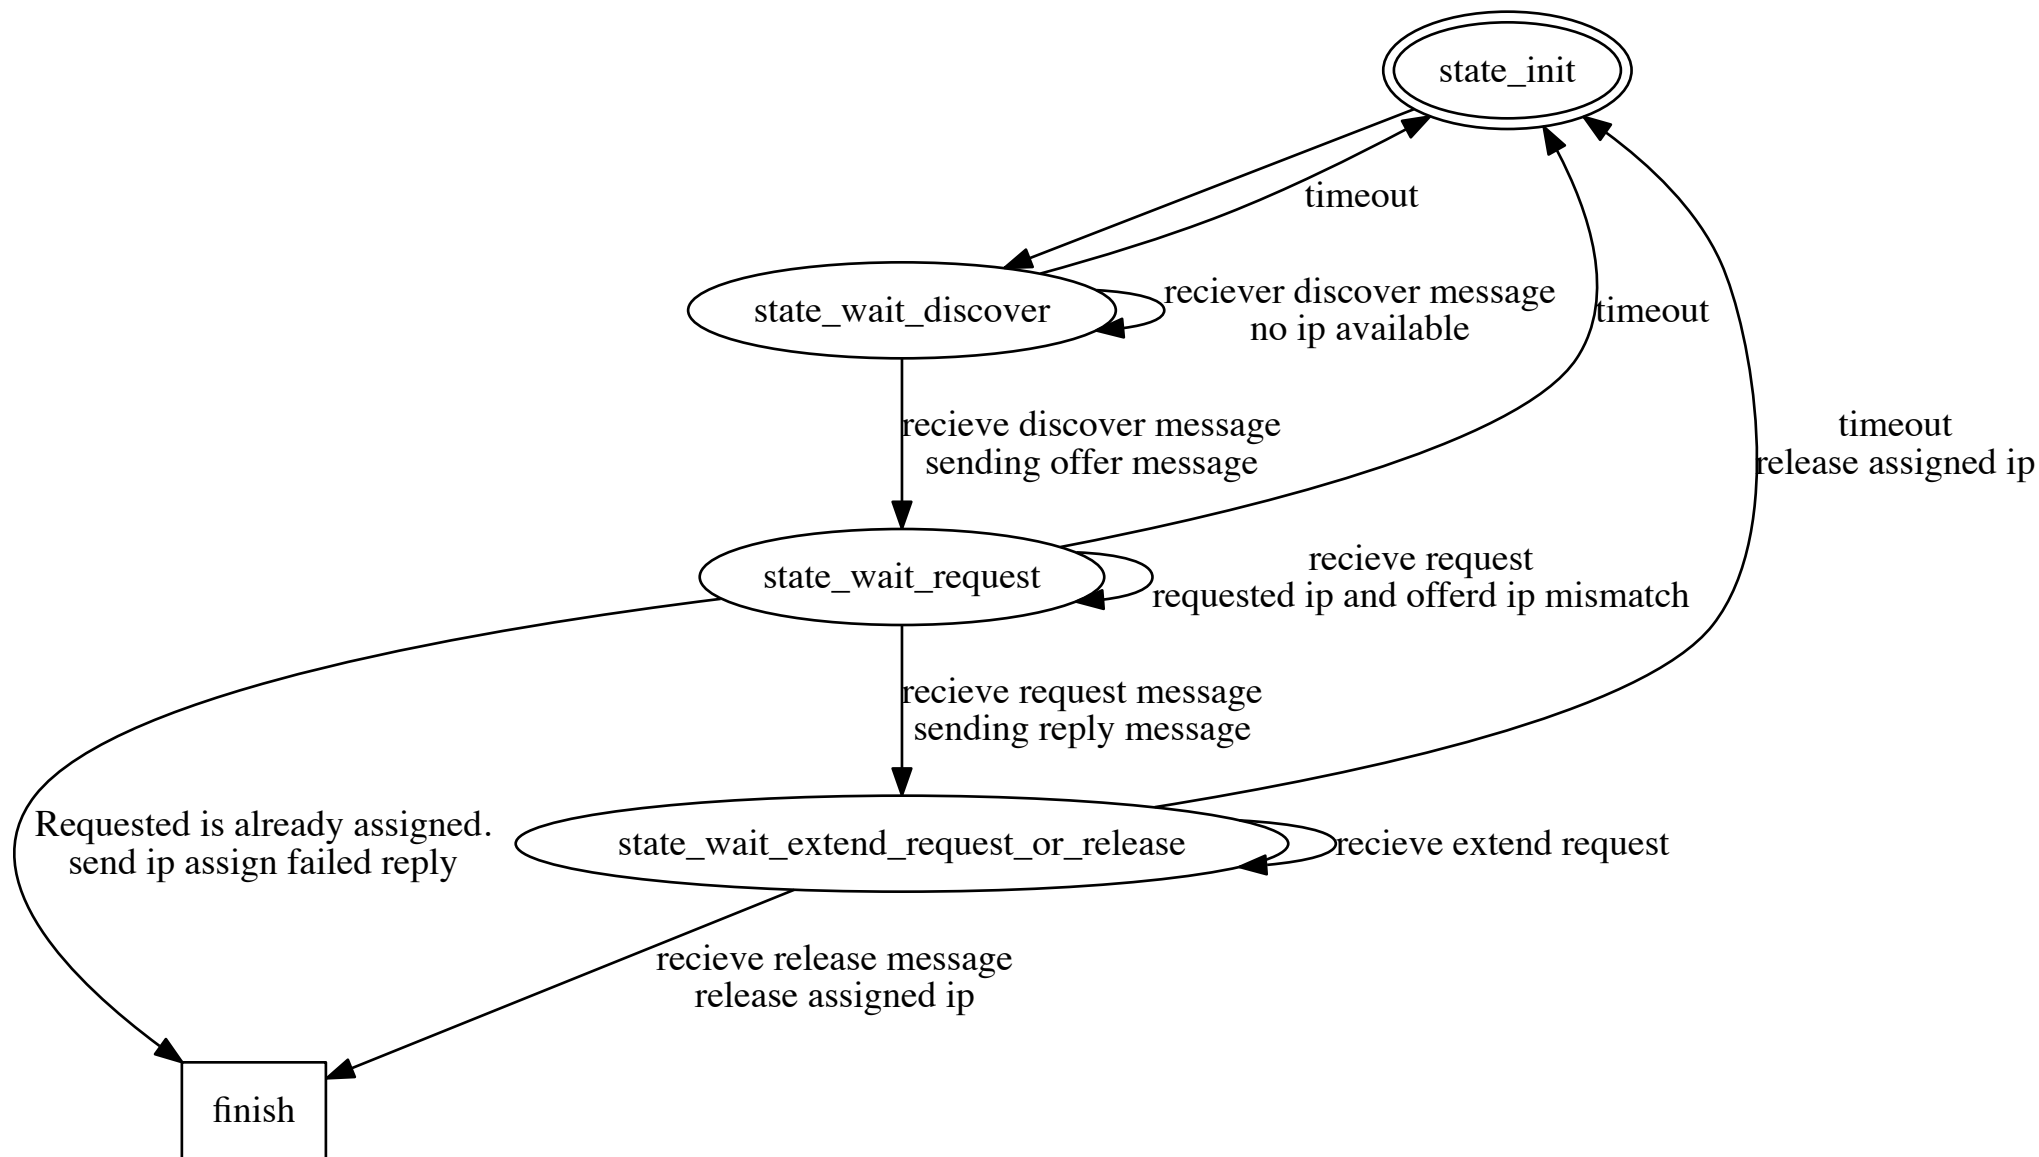 state_init
timeout
state_wait_discover
reciever discover message
no ip available
timeout
recieve discover message
sending offer message
timeout
release assigned ip
state_wait_request
recieve request
requested ip and offerd ip mismatch
recieve request message
sending reply message
Requested is already assigned.
send ip assign failed reply
state_wait_extend_request_or_release
recieve extend request
recieve release message
release assigned ip
finish